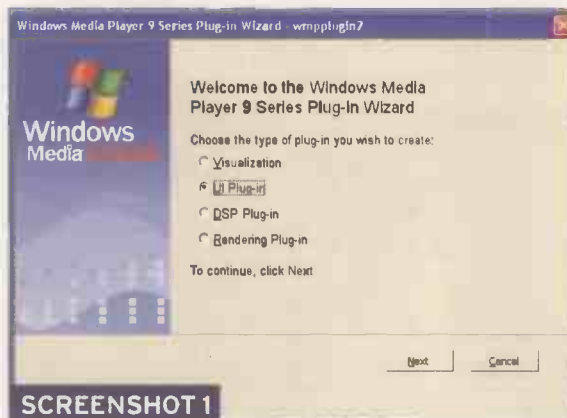 Windows Media Player 9 Series Plug-in Wizard - wmpplugin2
Windows
Media
Welcome to the Windows Media
Player 9 Series Plug-In Wizard
Choose the type of plug-in you wish to create:
Visualization
UI Plug-in
DSP Plug-in
Rendering Plug-in
To continue, click Next
Next
Cancel
SCREENSHOT 1